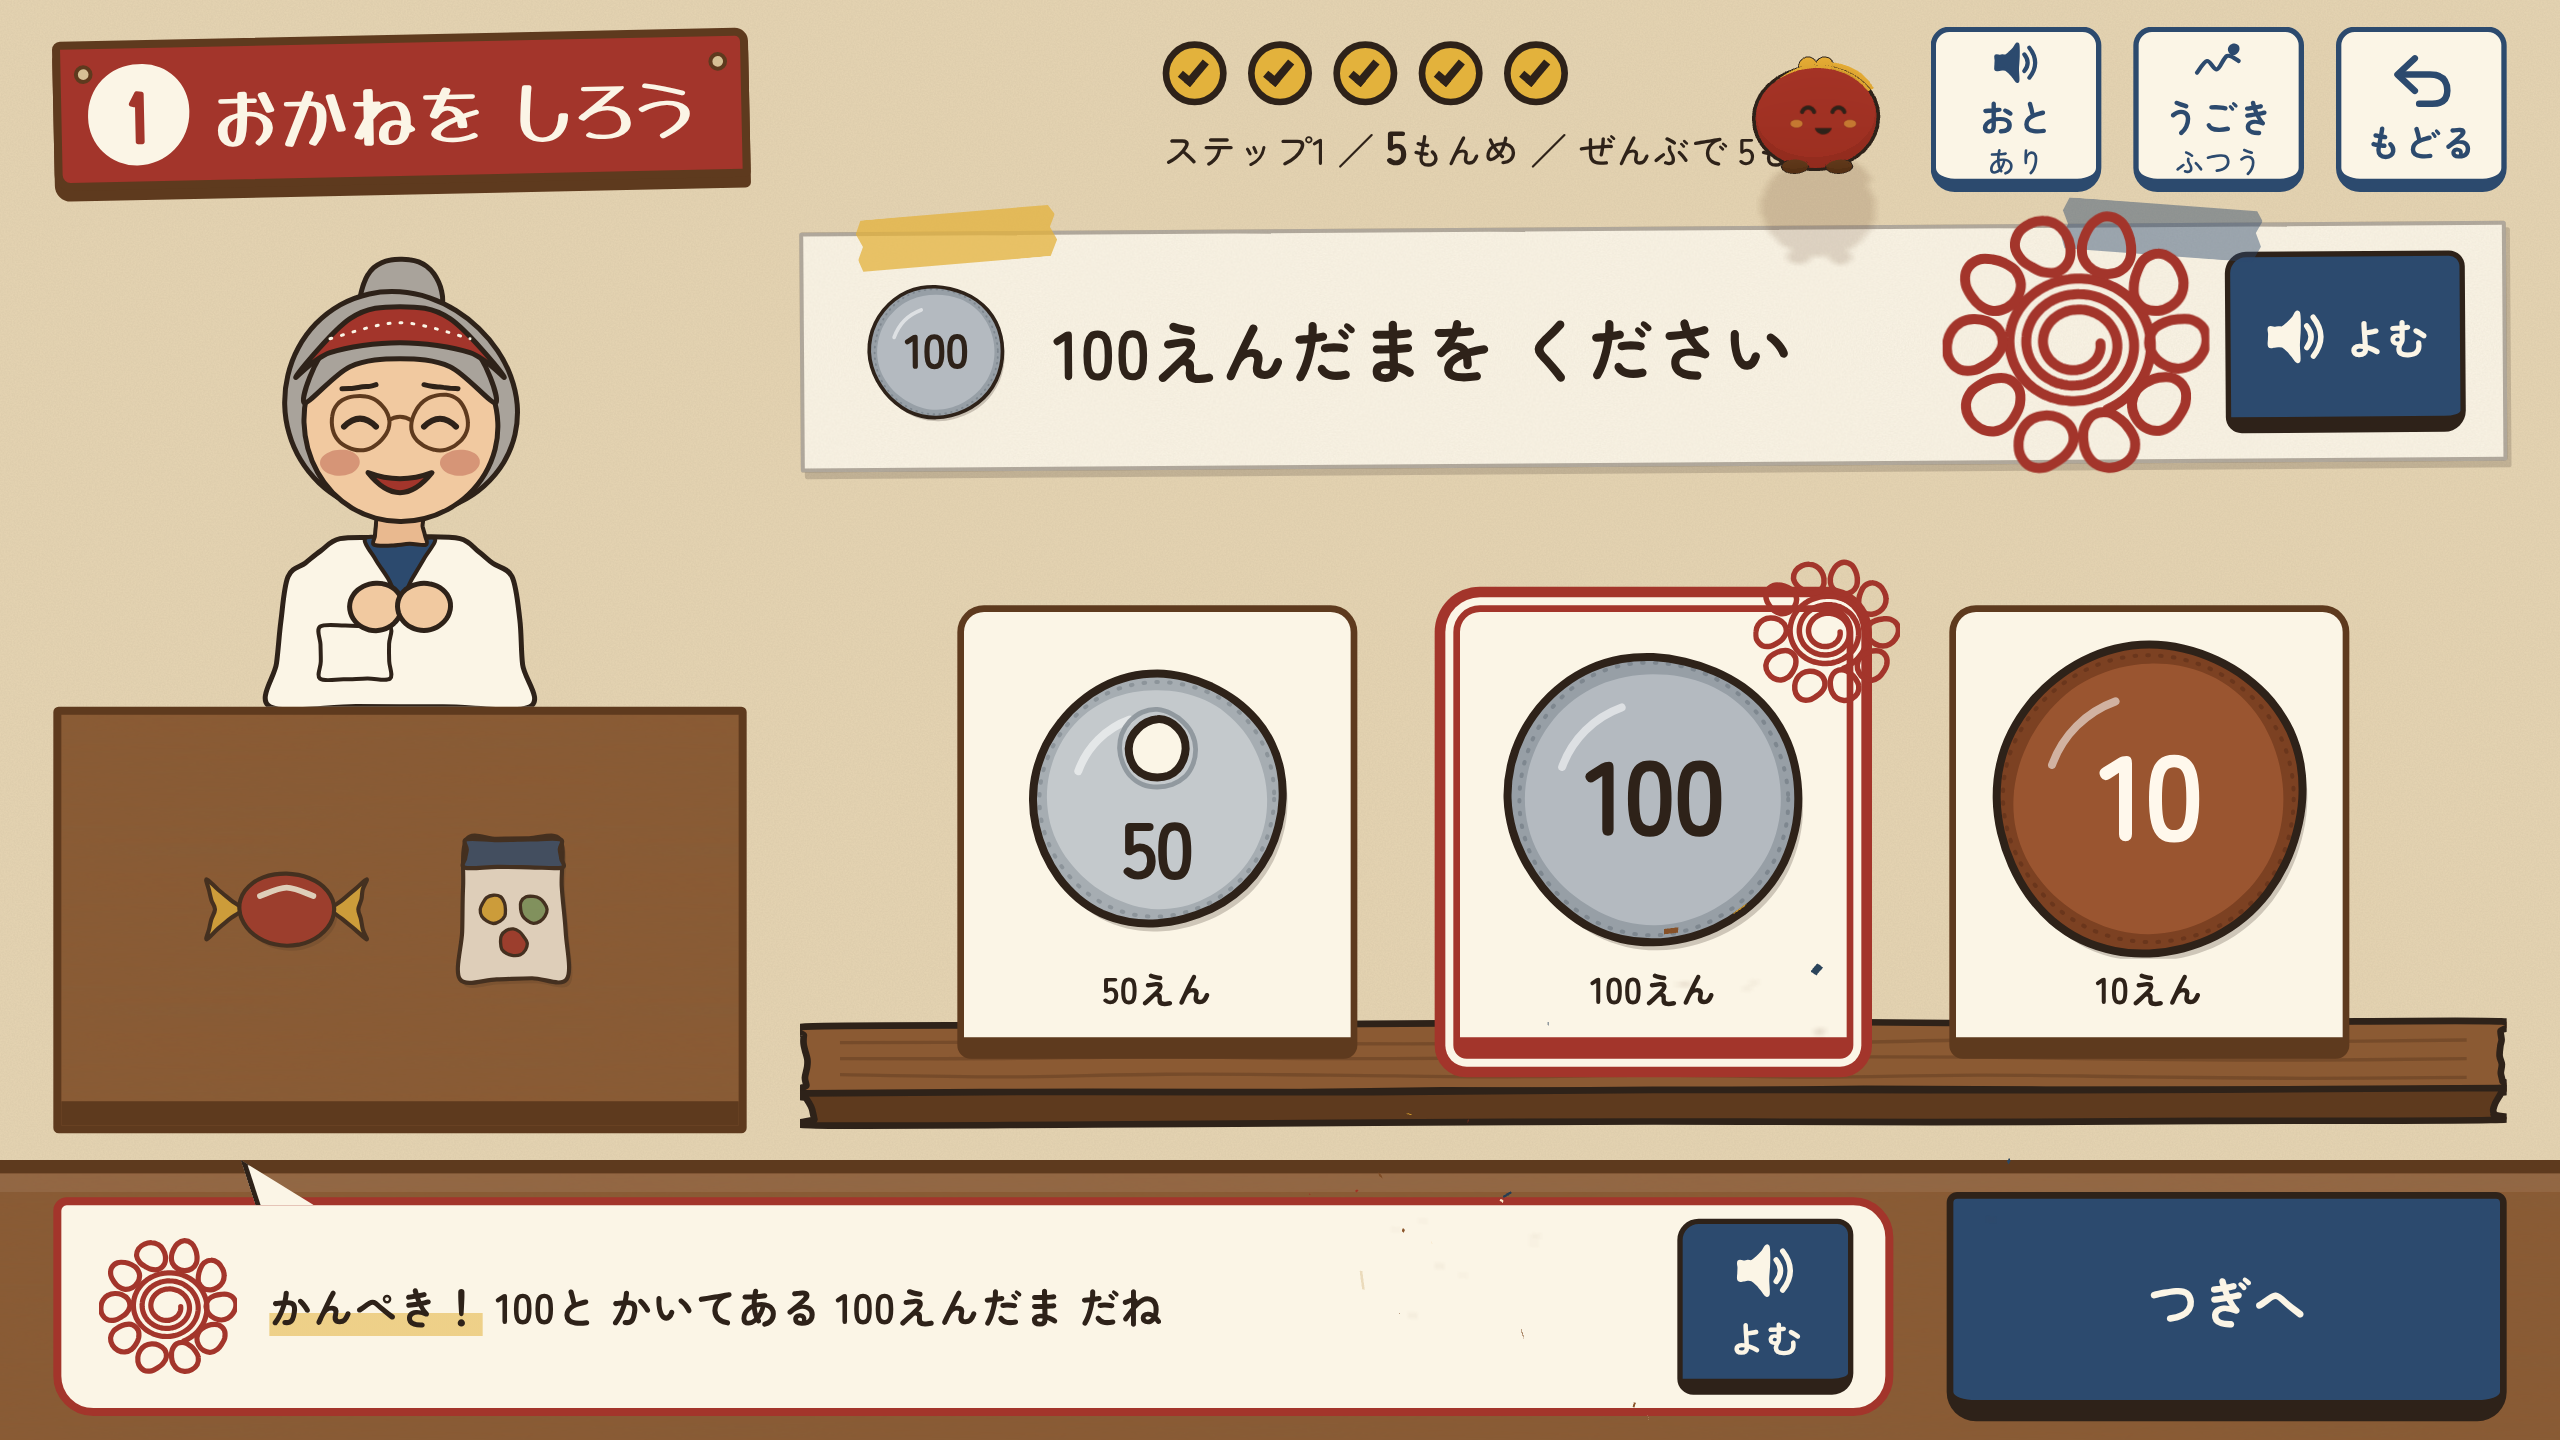 1 おかねを しろう
ステップ1 / 5もんめ / ぜんぶで 5
おと
あり
うごき
ふつう
もどる
100
100えんだまを ください
よむ
50
50えん
100
100えん
10
10えん
かんぺき! 100と かいてある 100えんだま だね
よむ
つぎへ